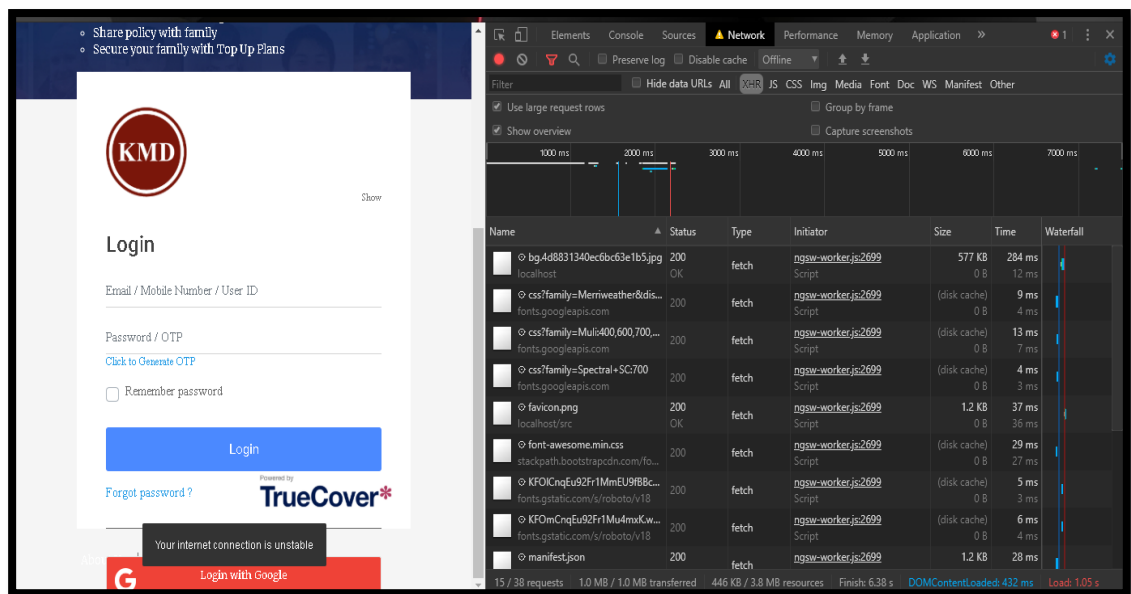 Share policy with family
Secure your family with Top Up Plans
KMD
Show
Login
Email / Mobile Number / User ID
Password / OTP
Click to Generate OTP
Remember password
Login
Forgot password ?
Powered by
TrueCover*
Your internet connection is unstable
G Login with Google
Elements Console Sources Network Performance Memory Application » 1
Preserve log Disable cache Offline
Filter Hide data URLs All XHR JS CSS Img Media Font Doc WS Manifest Other
Use large request rows Group by frame
Show overview Capture screenshots
1000 ms 2000 ms 3000 ms 4000 ms 5000 ms 6000 ms 7000 ms
Name Status Type Initiator Size Time Waterfall
bg.4d8831340ec6bc63e1b5.jpg 200 fetch ngsw-worker.js:2699 577 KB 284 ms
localhost OK Script 0 B 12 ms
css?family=Merriweather&dis... 200 fetch ngsw-worker.js:2699 (disk cache) 9 ms
fonts.googleapis.com Script 0 B 4 ms
css?family=Muli:400,600,700,... 200 fetch ngsw-worker.js:2699 (disk cache) 13 ms
fonts.googleapis.com Script 0 B 7 ms
css?family=Spectral+SC:700 200 fetch ngsw-worker.js:2699 (disk cache) 4 ms
fonts.googleapis.com Script 0 B 3 ms
favicon.png 200 fetch ngsw-worker.js:2699 1.2 KB 37 ms
localhost/src OK Script 0 B 36 ms
font-awesome.min.css 200 fetch ngsw-worker.js:2699 (disk cache) 29 ms
stackpath.bootstrapcdn.com/fo... Script 0 B 27 ms
KFOlCnqEu92Fr1MmEU9fBBc... 200 fetch ngsw-worker.js:2699 (disk cache) 5 ms
fonts.gstatic.com/s/roboto/v18 Script 0 B 3 ms
KFOmCnqEu92Fr1Mu4mxK.w... 200 fetch ngsw-worker.js:2699 (disk cache) 6 ms
fonts.gstatic.com/s/roboto/v18 Script 0 B 4 ms
manifest.json 200 fetch ngsw-worker.js:2699 1.2 KB 28 ms
15 / 38 requests 1.0 MB / 1.0 MB transferred 446 KB / 3.8 MB resources Finish: 6.38 s DOMContentLoaded: 432 ms Load: 1.05 s